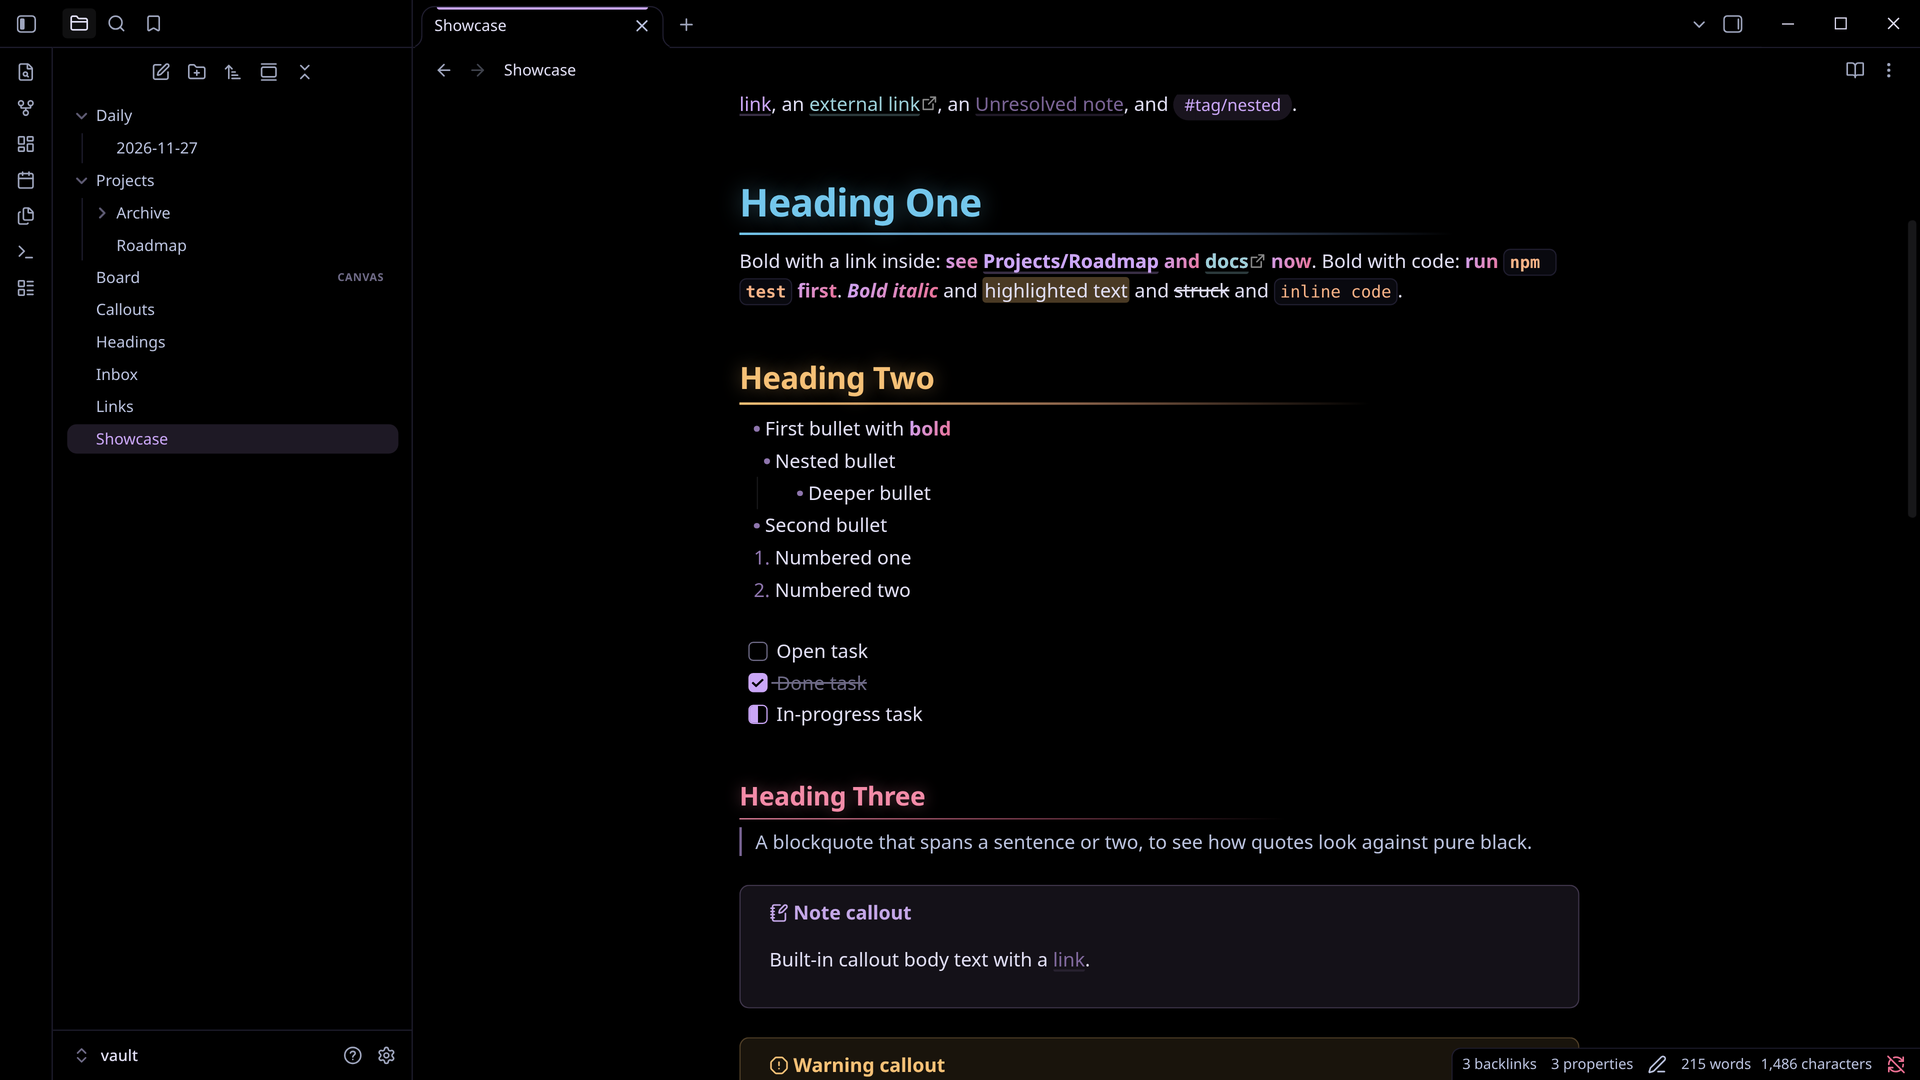 Showcase
Showcase
Daily
2026-11-27
Projects
Archive
Roadmap
Board CANVAS
Callouts
Headings
Inbox
Links
Showcase
vault
link, an external link, an Unresolved note, and #tag/nested.
Heading One
Bold with a link inside: see Projects/Roadmap and docs now. Bold with code: run npm
test first. Bold italic and highlighted text and struck and inline code.
Heading Two
• First bullet with bold
• Nested bullet
• Deeper bullet
• Second bullet
1. Numbered one
2. Numbered two
Open task
Done task
In-progress task
Heading Three
A blockquote that spans a sentence or two, to see how quotes look against pure black.
Note callout
Built-in callout body text with a link.
Warning callout
3 backlinks 3 properties 215 words 1,486 characters